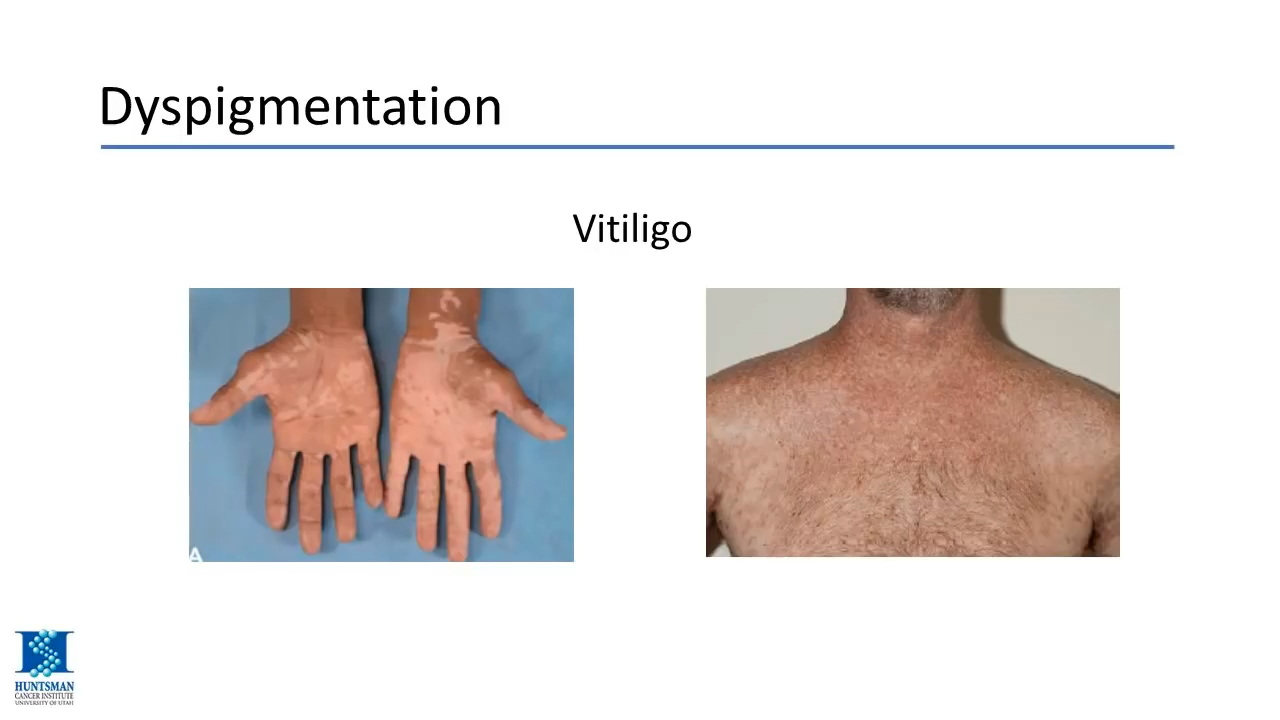 Dyspigmentation
Vitiligo
A
HUNTSMAN
CANCER INSTITUTE
UNIVERSITY OF UTAH